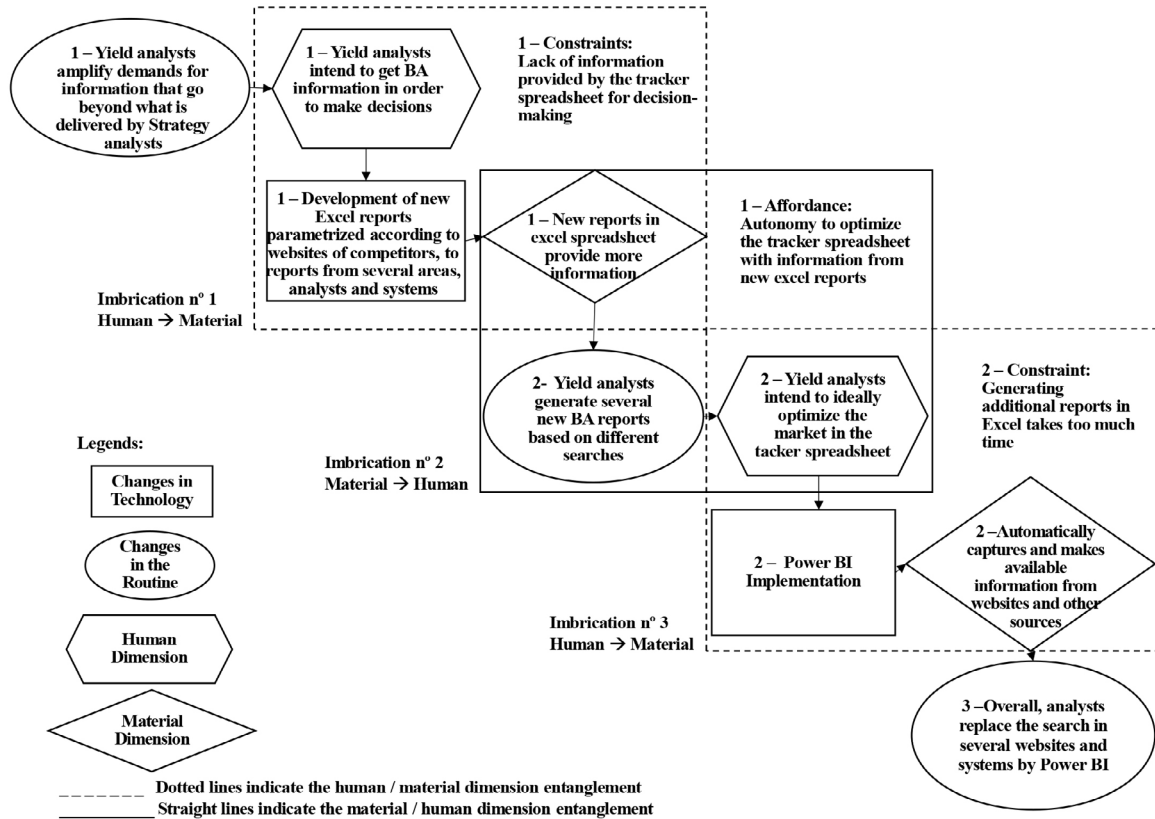 1 – Yield analysts
amplify demands for
information that go
beyond what is
delivered by Strategy
analysts
1 – Yield analysts
intend to get BA
information in order
to make decisions
1 – Constraints:
Lack of information
provided by the tracker
spreadsheet for decision-
making
1 – Development of new
Excel reports
parametrized according to
websites of competitors, to
reports from several areas,
analysts and systems
1 – New reports in
excel spreadsheet
provide more
information
1 – Affordance:
Autonomy to optimize
the tracker spreadsheet
with information from
new excel reports
Imbrication nº 1
Human → Material
2- Yield analysts
generate several
new BA reports
based on different
searches
2 – Yield analysts
intend to ideally
optimize the
market in the
tacker spreadsheet
2 – Constraint:
Generating
additional reports in
Excel takes too much
time
Imbrication nº 2
Material → Human
2 – Power BI
Implementation
2 –Automatically
captures and makes
available
information from
websites and other
sources
Imbrication nº 3
Human → Material
3 –Overall, analysts
replace the search in
several websites and
systems by Power BI
Legends:
Changes in
Technology
Changes
in the
Routine
Human
Dimension
Material
Dimension
Dotted lines indicate the human / material dimension entanglement
Straight lines indicate the material / human dimension entanglement